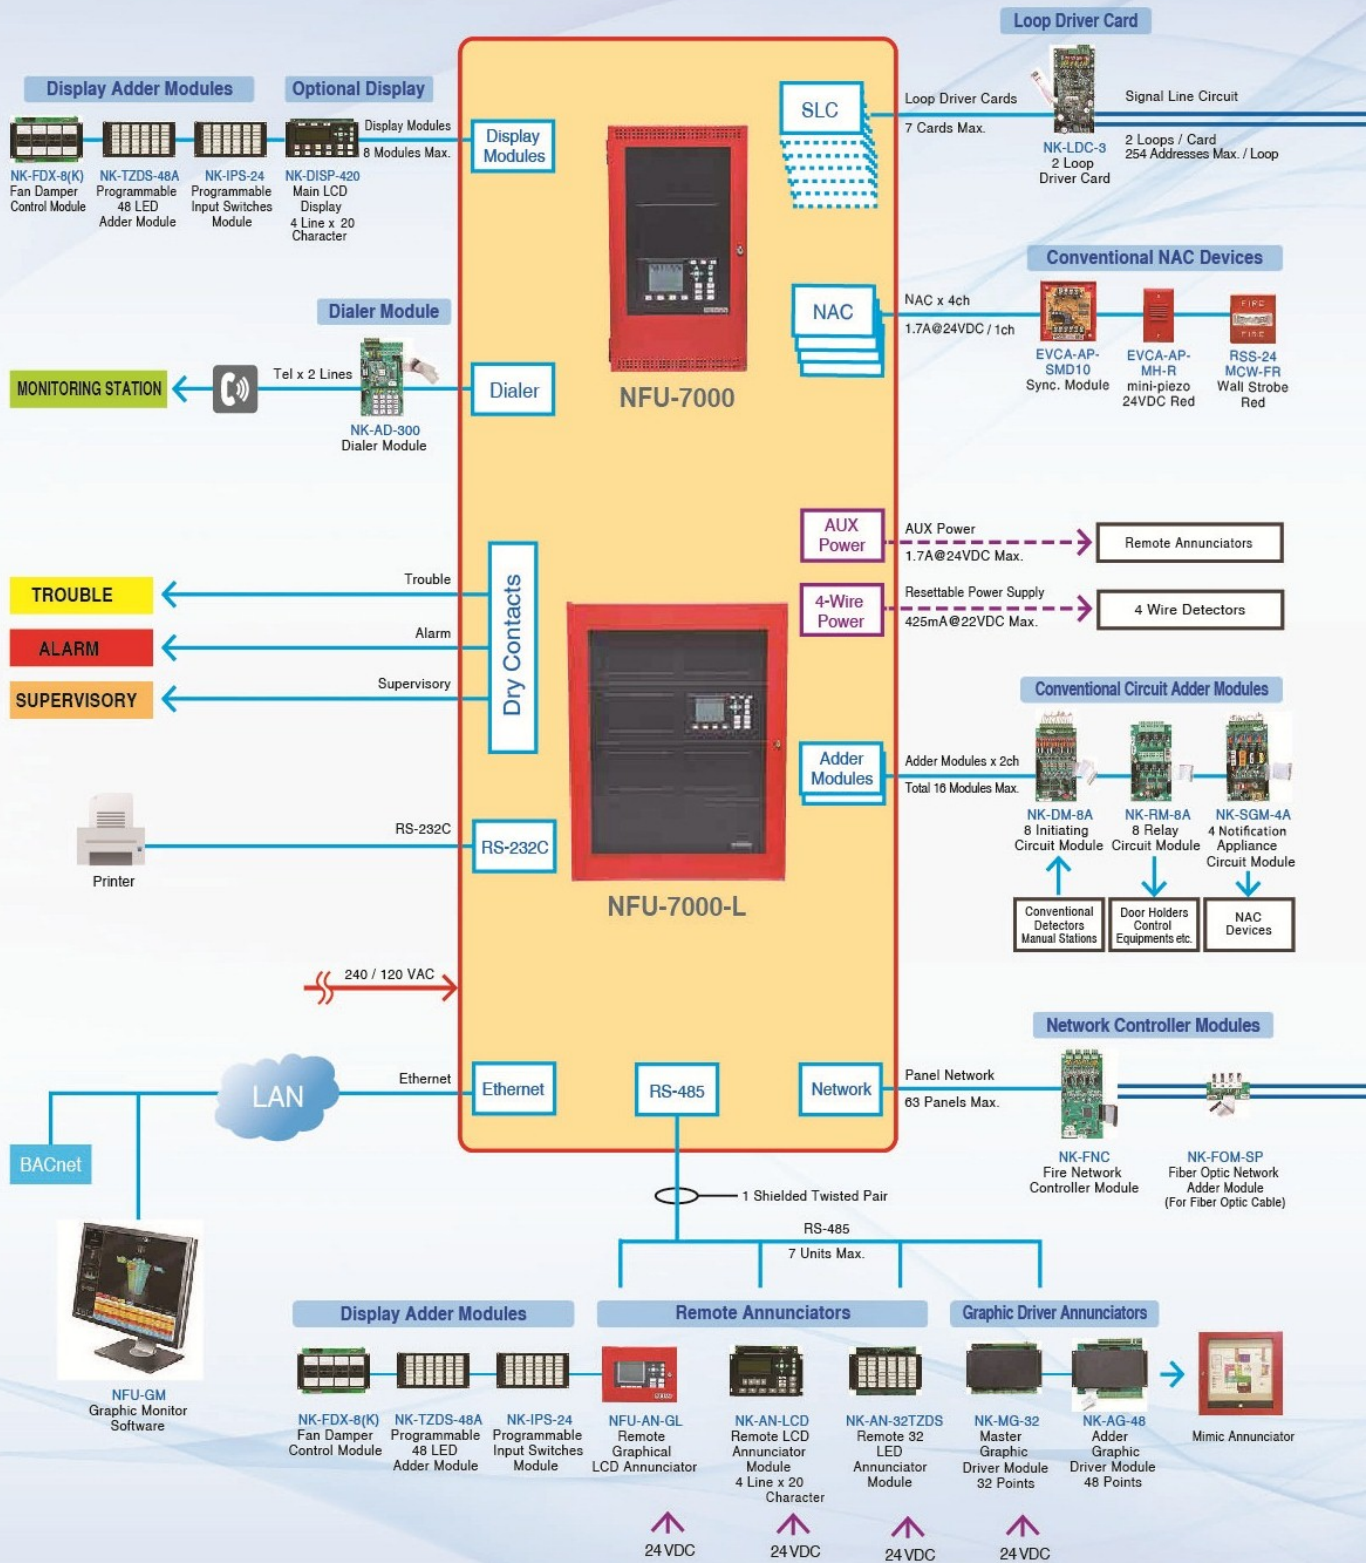 Loop Driver Card
Loop Driver Cards
7 Cards Max.
NK-LDC-3
2 Loop
Driver Card
Signal Line Circuit
2 Loops / Card
254 Addresses Max. / Loop
Display Adder Modules
Optional Display
NK-FDX-8(K)
Fan Damper
Control Module
NK-TZDS-48A
Programmable
48 LED
Adder Module
NK-IPS-24
Programmable
Input Switches
Module
NK-DISP-420
Main LCD
Display
4 Line x 20
Character
Display Modules
8 Modules Max.
Display
Modules
SLC
NFU-7000
Conventional NAC Devices
NAC
NAC x 4ch
1.7A@24VDC / 1ch
EVCA-AP-
SMD10
Sync. Module
EVCA-AP-
MH-R
mini-piezo
24VDC Red
FIRE
FIRE
RSS-24
MCW-FR
Wall Strobe
Red
Dialer Module
MONITORING STATION
Tel x 2 Lines
NK-AD-300
Dialer Module
Dialer
AUX
Power
AUX Power
1.7A@24VDC Max.
Remote Annunciators
4-Wire
Power
Resettable Power Supply
425mA@22VDC Max.
4 Wire Detectors
TROUBLE
Trouble
ALARM
Alarm
SUPERVISORY
Supervisory
Dry Contacts
NFU-7000-L
Conventional Circuit Adder Modules
Adder
Modules
Adder Modules x 2ch
Total 16 Modules Max.
NK-DM-8A
8 Initiating
Circuit Module
NK-RM-8A
8 Relay
Circuit Module
NK-SGM-4A
4 Notification
Appliance
Circuit Module
Conventional
Detectors
Manual Stations
Door Holders
Control
Equipments etc.
NAC
Devices
Printer
RS-232C
RS-232C
240 / 120 VAC
Network Controller Modules
LAN
Ethernet
Ethernet
RS-485
Network
Panel Network
63 Panels Max.
NK-FNC
Fire Network
Controller Module
NK-FOM-SP
Fiber Optic Network
Adder Module
(For Fiber Optic Cable)
BACnet
NFU-GM
Graphic Monitor
Software
1 Shielded Twisted Pair
RS-485
7 Units Max.
Display Adder Modules
Remote Annunciators
Graphic Driver Annunciators
NK-FDX-8(K)
Fan Damper
Control Module
NK-TZDS-48A
Programmable
48 LED
Adder Module
NK-IPS-24
Programmable
Input Switches
Module
NFU-AN-GL
Remote
Graphical
LCD Annunciator
NK-AN-LCD
Remote LCD
Annunciator
Module
4 Line x 20
Character
NK-AN-32TZDS
Remote 32
LED
Annunciator
Module
NK-MG-32
Master
Graphic
Driver Module
32 Points
NK-AG-48
Adder
Graphic
Driver Module
48 Points
Mimic Annunciator
24 VDC
24 VDC
24 VDC
24 VDC